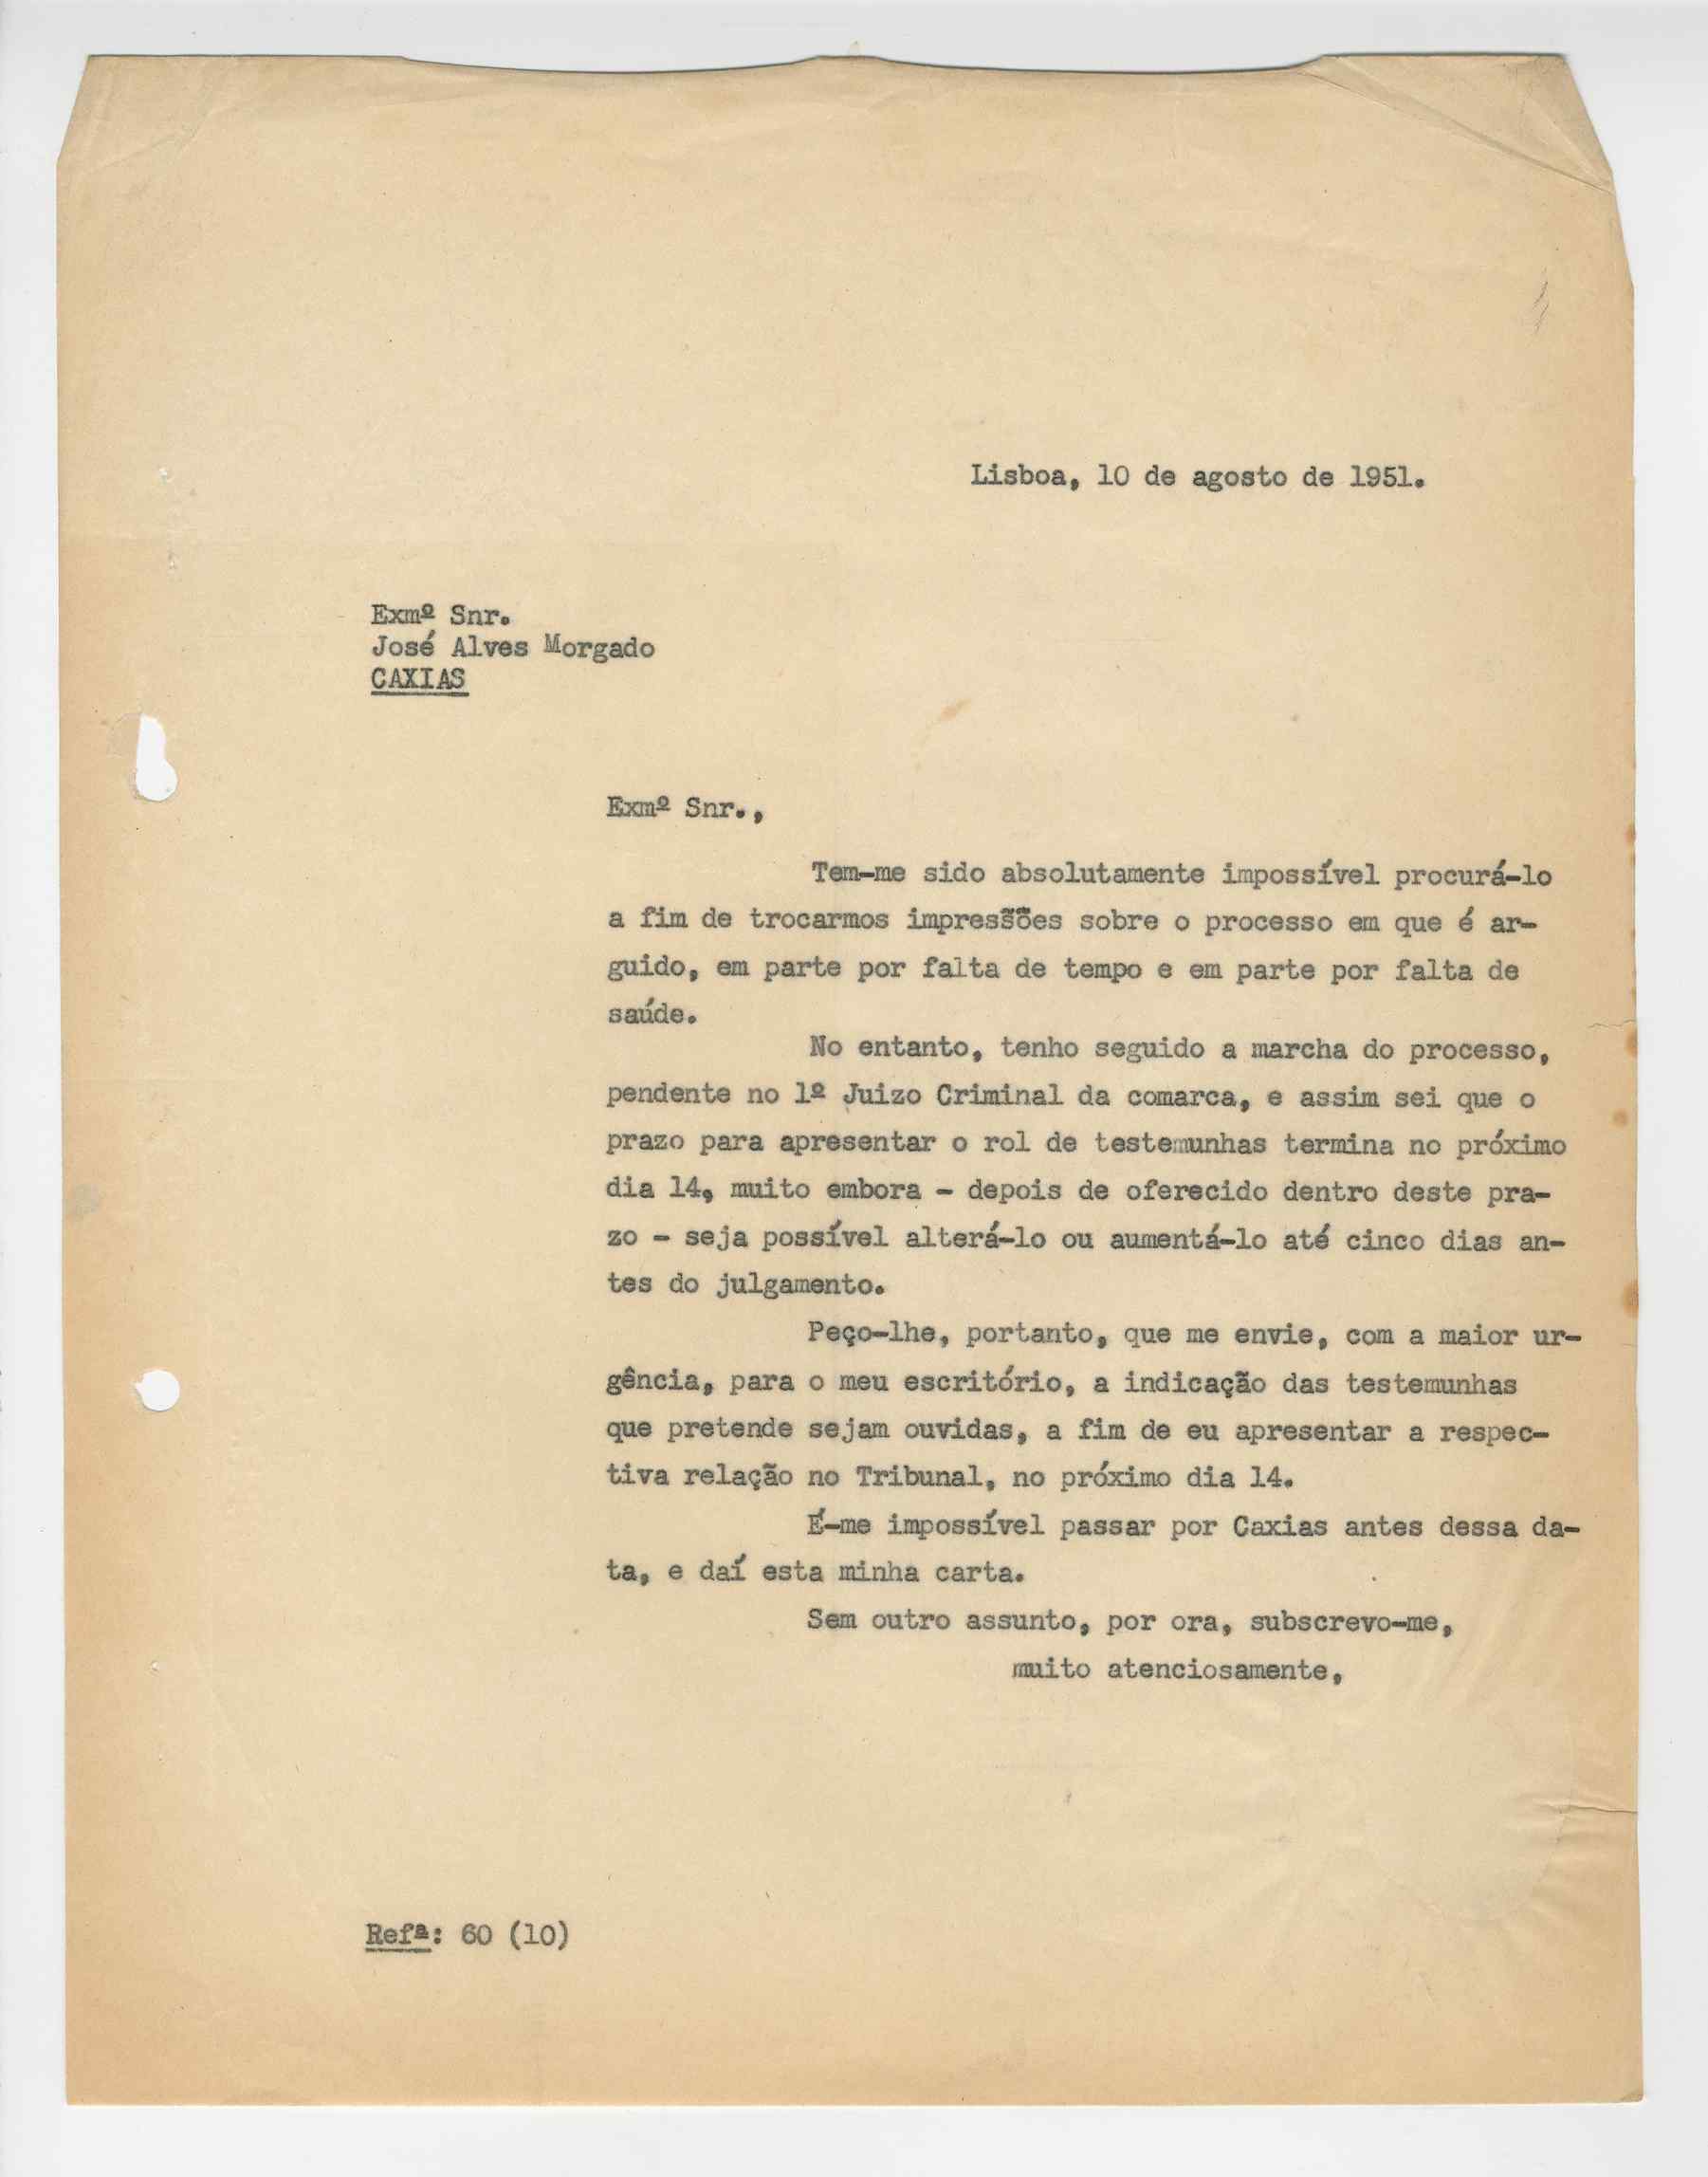 Lisboa, 10 de agosto de 1951.
Exmº Snr.
José Alves Morgado
CAXIAS
Exmº Snr.,
Tem-me sido absolutamente impossível procurá-lo
a fim de trocarmos impressões sobre o processo em que é ar-
guido, em parte por falta de tempo e em parte por falta de
saúde.
No entanto, tenho seguido a marcha do processo,
pendente no 1º Juizo Criminal da comarca, e assim sei que o
prazo para apresentar o rol de testemunhas termina no próximo
dia 14, muito embora - depois de oferecido dentro deste pra-
zo - seja possível alterá-lo ou aumentá-lo até cinco dias an-
tes do julgamento.
Peço-lhe, portanto, que me envie, com a maior ur-
gência, para o meu escritório, a indicação das testemunhas
que pretende sejam ouvidas, a fim de eu apresentar a respec-
tiva relação no Tribunal, no próximo dia 14.
É-me impossível passar por Caxias antes dessa da-
ta, e daí esta minha carta.
Sem outro assunto, por ora, subscrevo-me,
muito atenciosamente,
Refª: 60 (10)